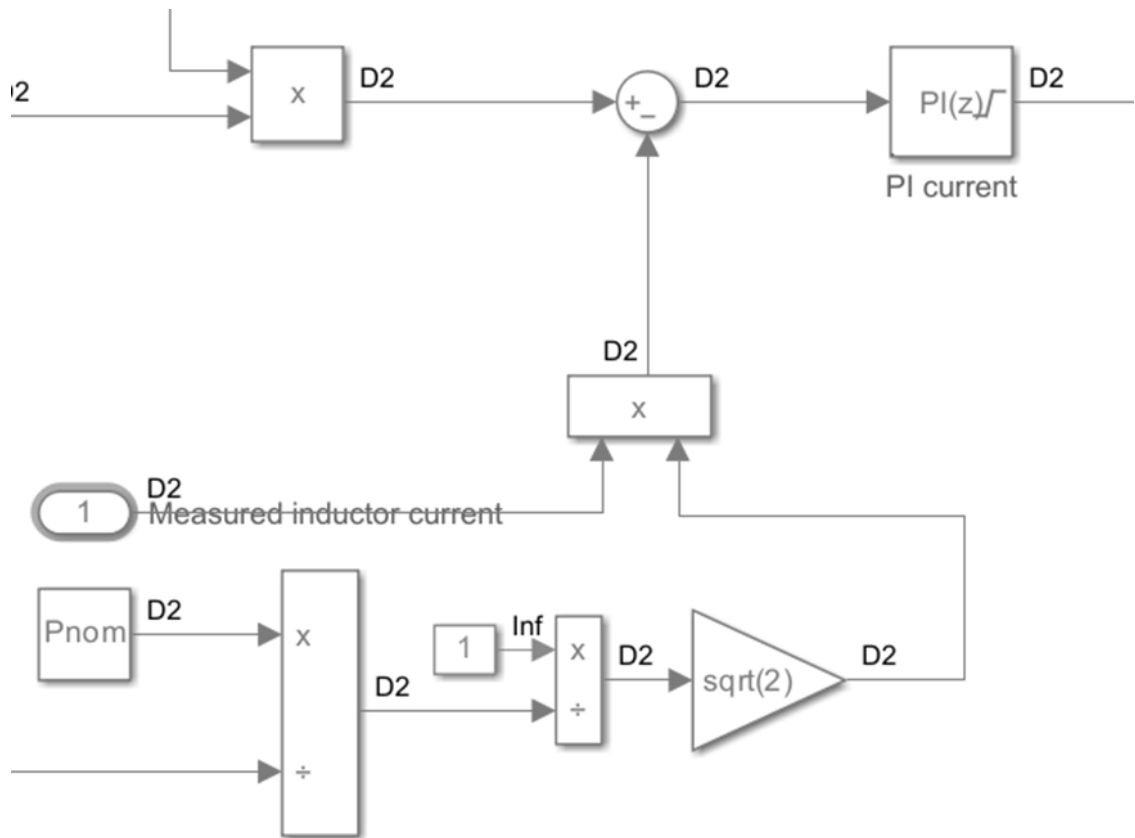 D2
x
D2
+
−
D2
PI(z)
D2
PI current
D2
x
D2
1
Measured inductor current
Pnom
D2
x
÷
D2
1
Inf
x
÷
D2
sqrt(2)
D2